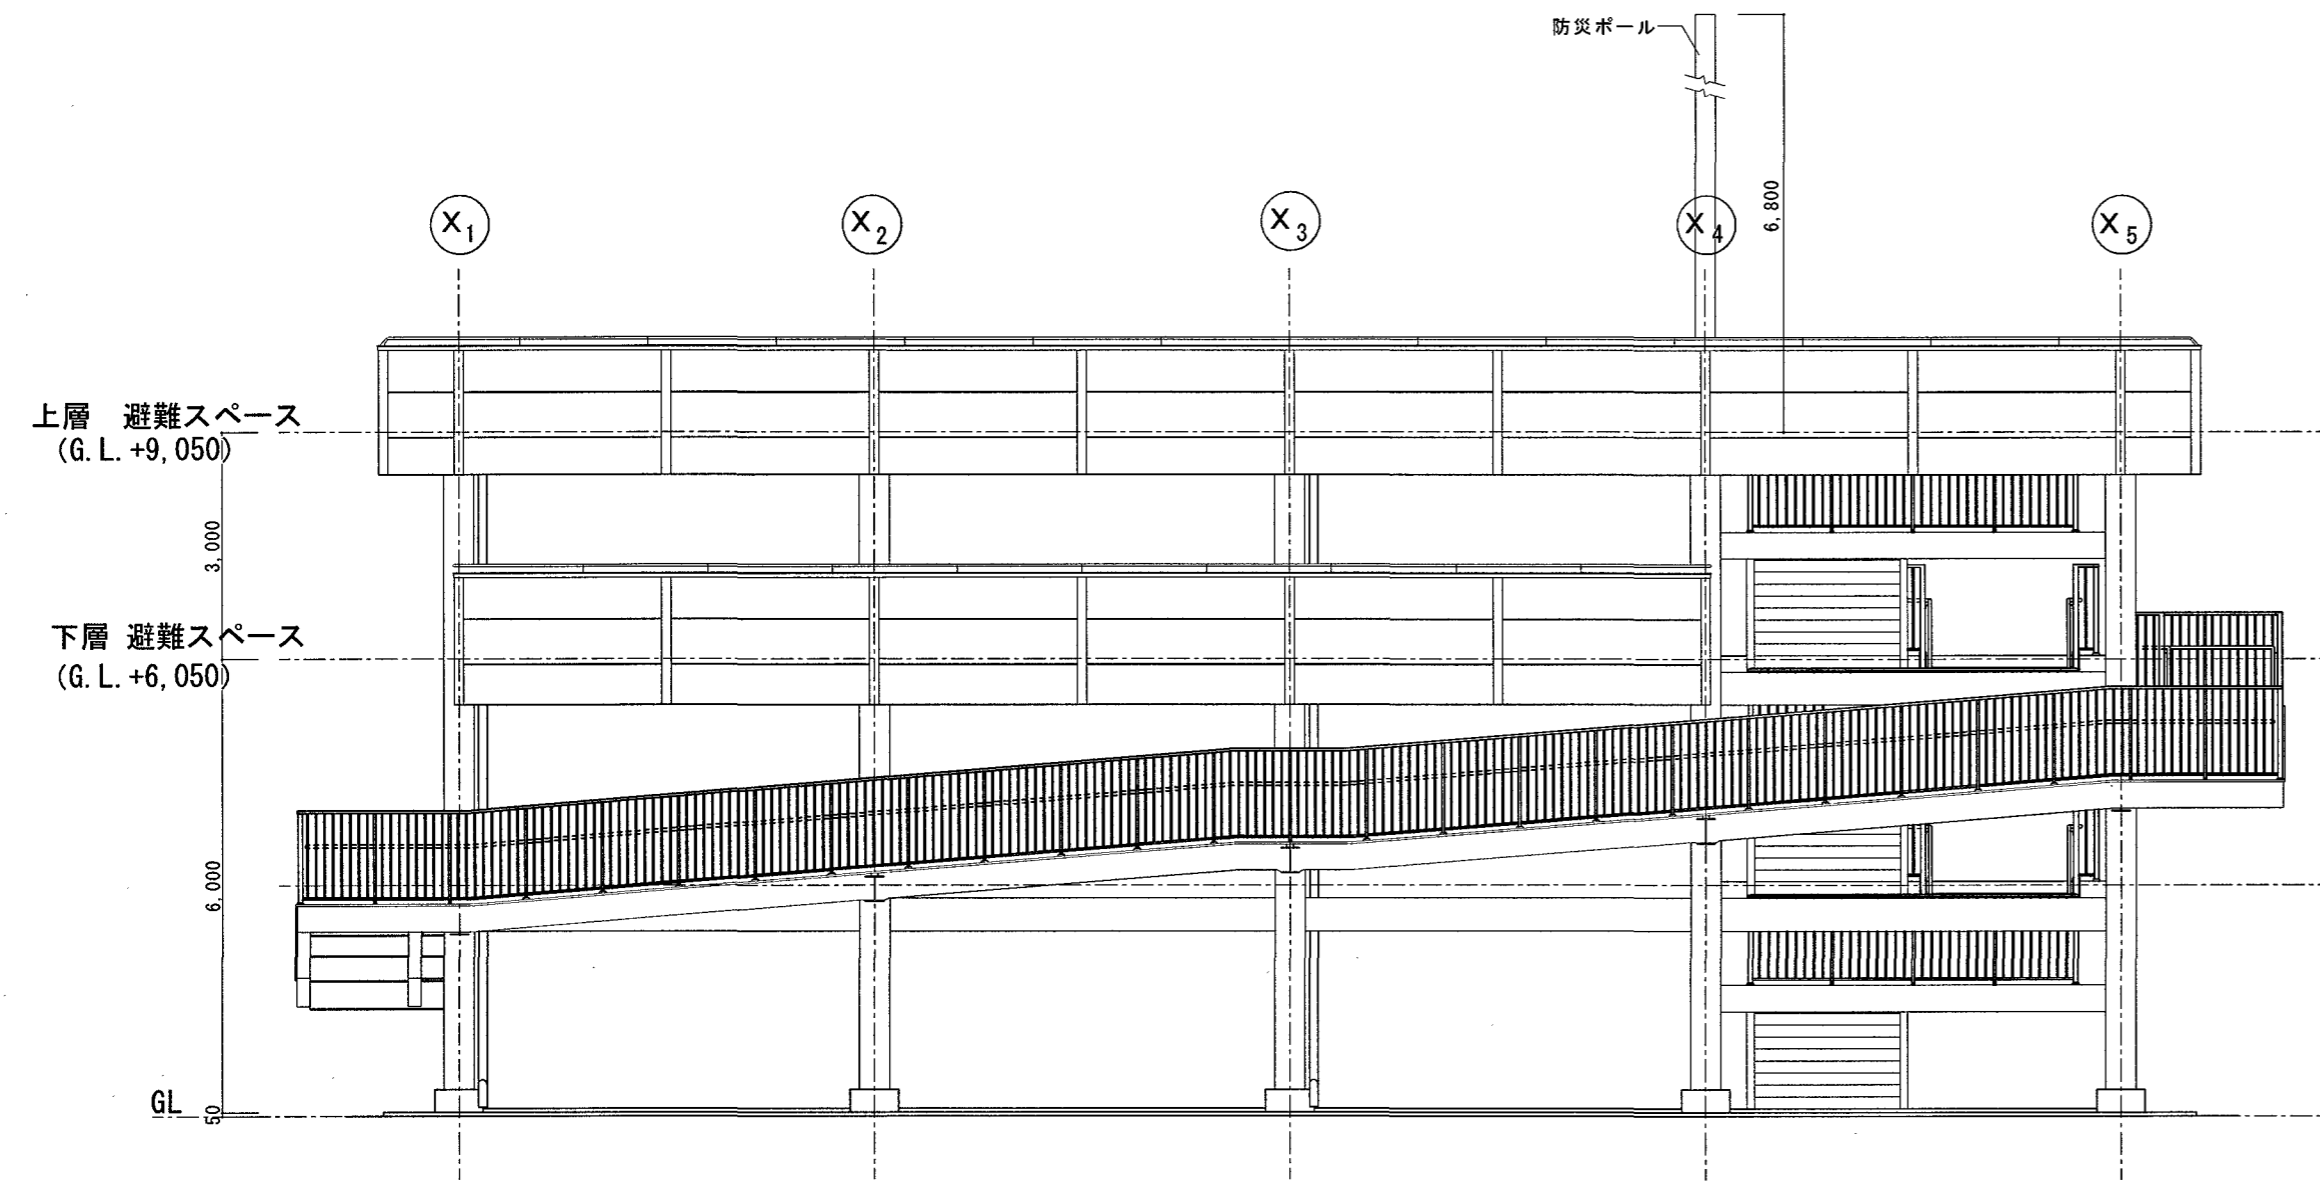 防災ポール
6,800
X1
X2
X3
X4
X5
上層 避難スペース
(G.L.+9,050)
3,000
下層 避難スペース
(G.L.+6,050)
6,000
GL
50